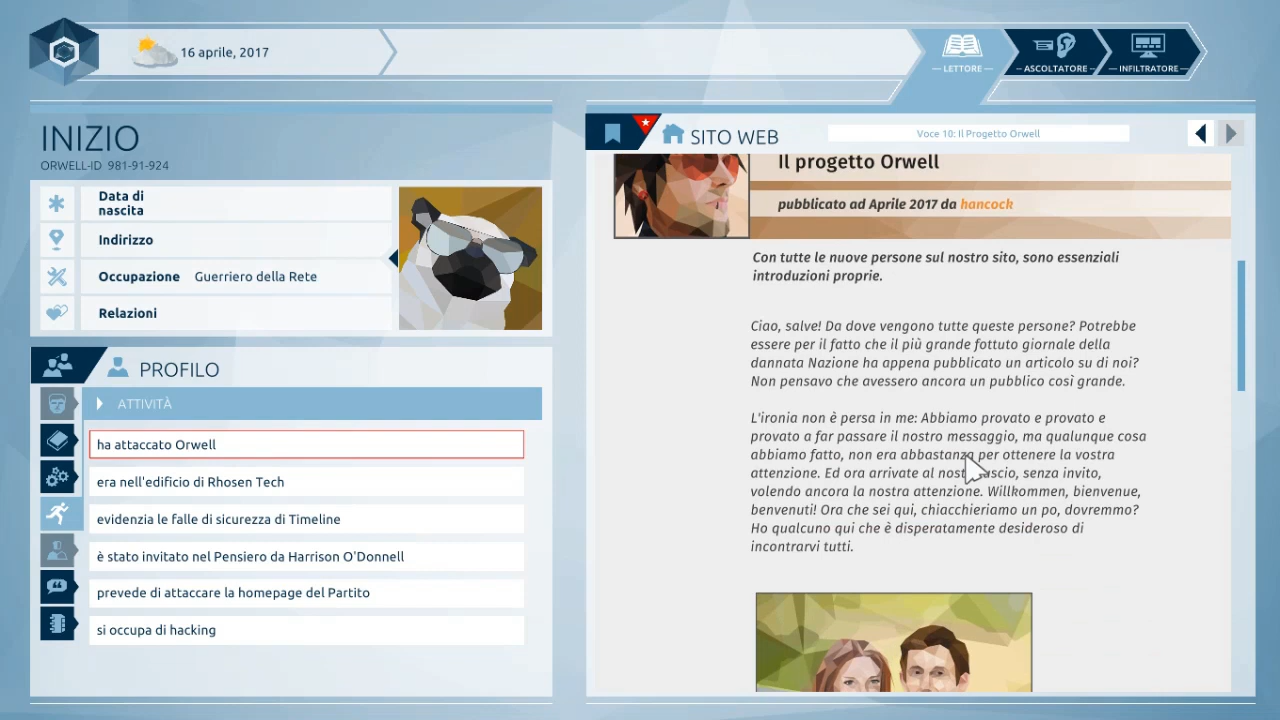 16 aprile, 2017
LETTORE
ASCOLTATORE
INFILTRATORE
INIZIO
ORWELL-ID 981-91-924
Data di
nascita
Indirizzo
Occupazione Guerriero della Rete
Relazioni
PROFILO
ATTIVITÀ
ha attaccato Orwell
era nell'edificio di Rhosen Tech
evidenzia le falle di sicurezza di Timeline
è stato invitato nel Pensiero da Harrison O'Donnell
prevede di attaccare la homepage del Partito
si occupa di hacking
SITO WEB
Voce 10: Il Progetto Orwell
Il progetto Orwell
pubblicato ad Aprile 2017 da hancock
Con tutte le nuove persone sul nostro sito, sono essenziali
introduzioni proprie.
Ciao, salve! Da dove vengono tutte queste persone? Potrebbe
essere per il fatto che il più grande fottuto giornale della
dannata Nazione ha appena pubblicato un articolo su di noi?
Non pensavo che avessero ancora un pubblico così grande.
L'ironia non è persa in me: Abbiamo provato e provato e
provato a far passare il nostro messaggio, ma qualunque cosa
abbiamo fatto, non era abbastanza per ottenere la vostra
attenzione. Ed ora arrivate al nostro uscio, senza invito,
volendo ancora la nostra attenzione. Willkommen, bienvenue,
benvenuti! Ora che sei qui, chiacchieriamo un po, dovremmo?
Ho qualcuno qui che è disperatamente desideroso di
incontrarvi tutti.